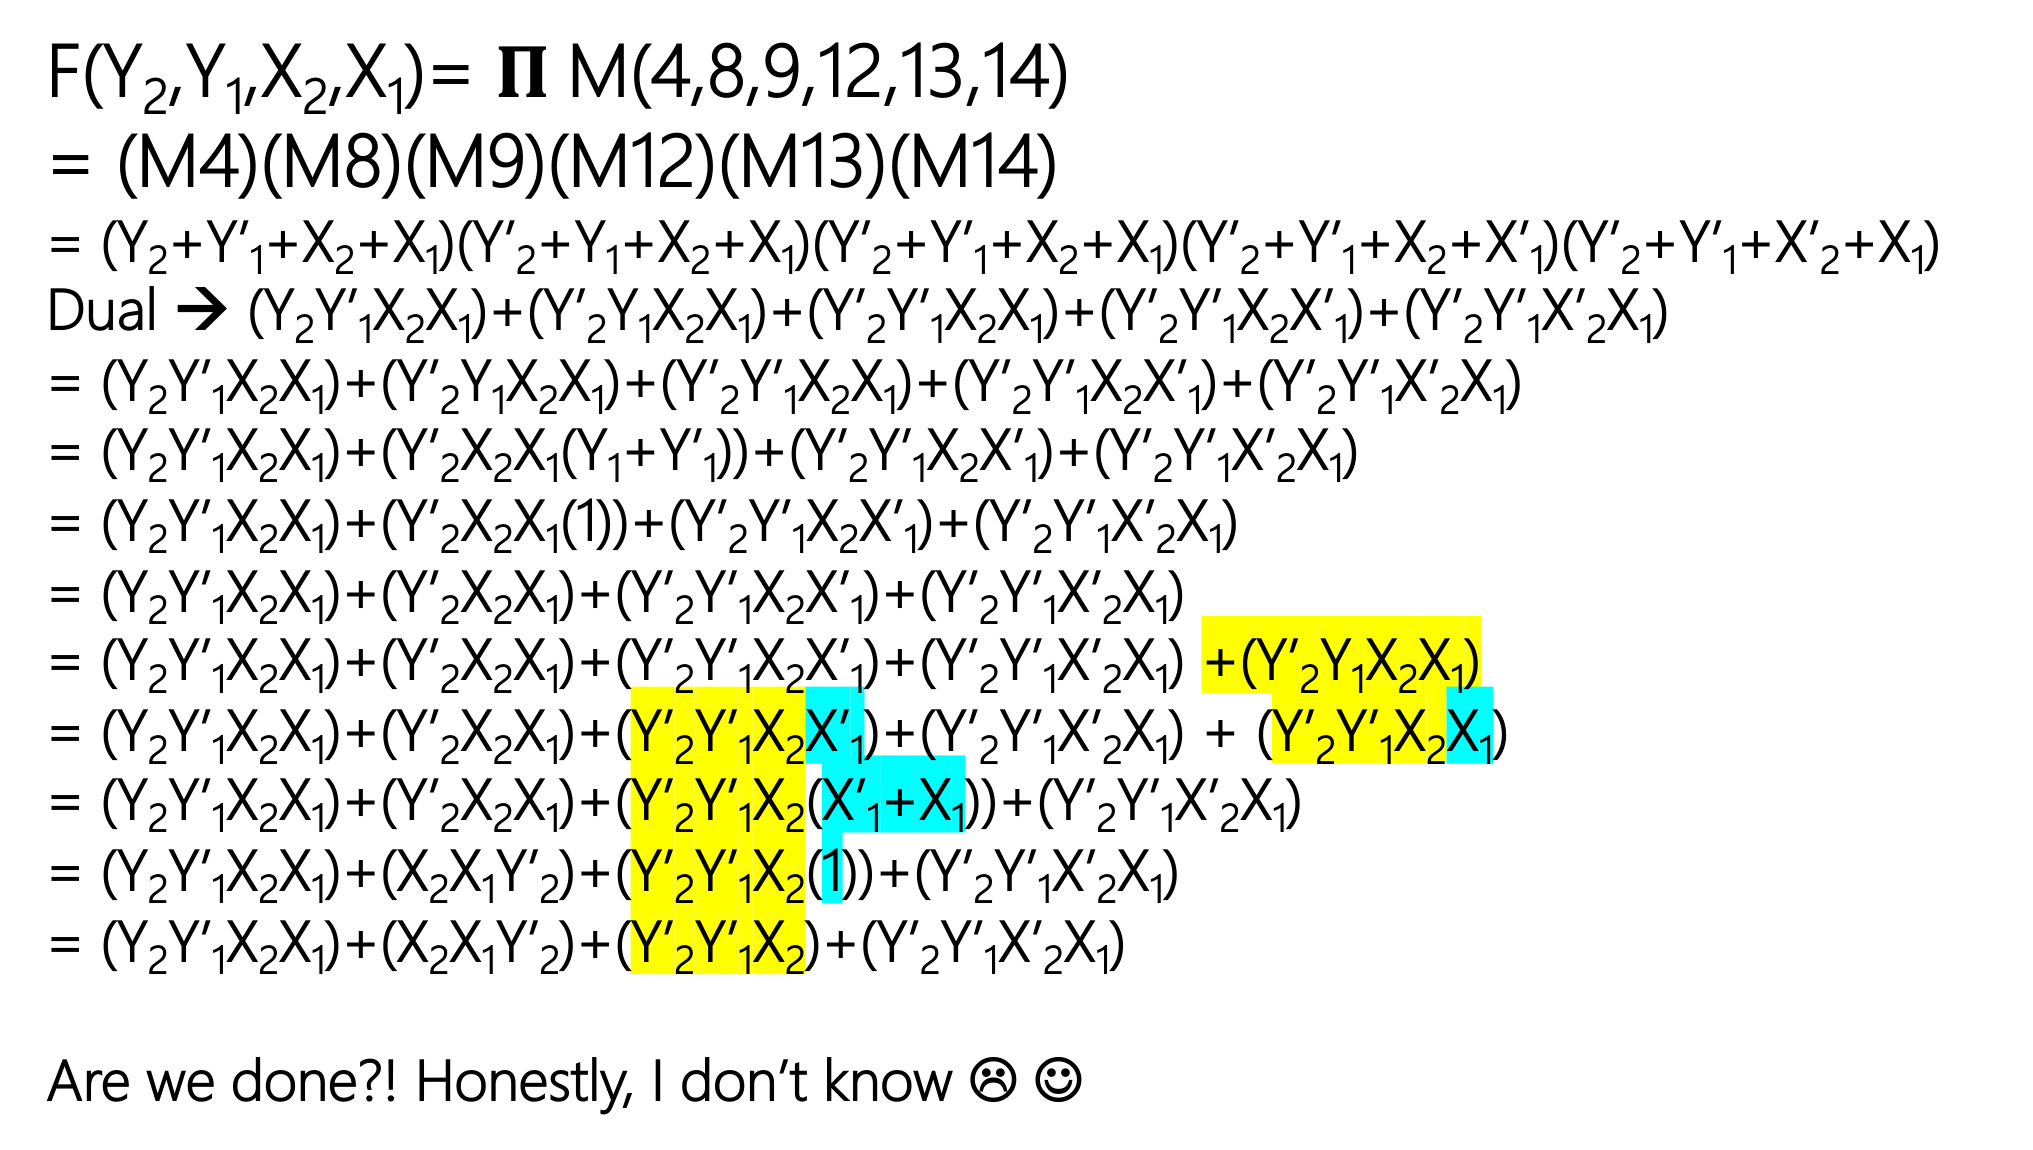 F(Y₂,Y₁,X₂,X₁)= Π M(4,8,9,12,13,14)
= (M4)(M8)(M9)(M12)(M13)(M14)
= (Y₂+Y′₁+X₂+X₁)(Y′₂+Y₁+X₂+X₁)(Y′₂+Y′₁+X₂+X₁)(Y′₂+Y′₁+X₂+X′₁)(Y′₂+Y′₁+X′₂+X₁)
Dual → (Y₂Y′₁X₂X₁)+(Y′₂Y₁X₂X₁)+(Y′₂Y′₁X₂X₁)+(Y′₂Y′₁X₂X′₁)+(Y′₂Y′₁X′₂X₁)
= (Y₂Y′₁X₂X₁)+(Y′₂Y₁X₂X₁)+(Y′₂Y′₁X₂X₁)+(Y′₂Y′₁X₂X′₁)+(Y′₂Y′₁X′₂X₁)
= (Y₂Y′₁X₂X₁)+(Y′₂X₂X₁(Y₁+Y′₁))+(Y′₂Y′₁X₂X′₁)+(Y′₂Y′₁X′₂X₁)
= (Y₂Y′₁X₂X₁)+(Y′₂X₂X₁(1))+(Y′₂Y′₁X₂X′₁)+(Y′₂Y′₁X′₂X₁)
= (Y₂Y′₁X₂X₁)+(Y′₂X₂X₁)+(Y′₂Y′₁X₂X′₁)+(Y′₂Y′₁X′₂X₁)
= (Y₂Y′₁X₂X₁)+(Y′₂X₂X₁)+(Y′₂Y′₁X₂X′₁)+(Y′₂Y′₁X′₂X₁) +(Y′₂Y₁X₂X₁)
= (Y₂Y′₁X₂X₁)+(Y′₂X₂X₁)+(Y′₂Y′₁X₂X′₁)+(Y′₂Y′₁X′₂X₁) + (Y′₂Y′₁X₂X₁)
= (Y₂Y′₁X₂X₁)+(Y′₂X₂X₁)+(Y′₂Y′₁X₂(X′₁+X₁))+(Y′₂Y′₁X′₂X₁)
= (Y₂Y′₁X₂X₁)+(X₂X₁Y′₂)+(Y′₂Y′₁X₂(1))+(Y′₂Y′₁X′₂X₁)
= (Y₂Y′₁X₂X₁)+(X₂X₁Y′₂)+(Y′₂Y′₁X₂)+(Y′₂Y′₁X′₂X₁)
Are we done?! Honestly, I don’t know ☹ ☺